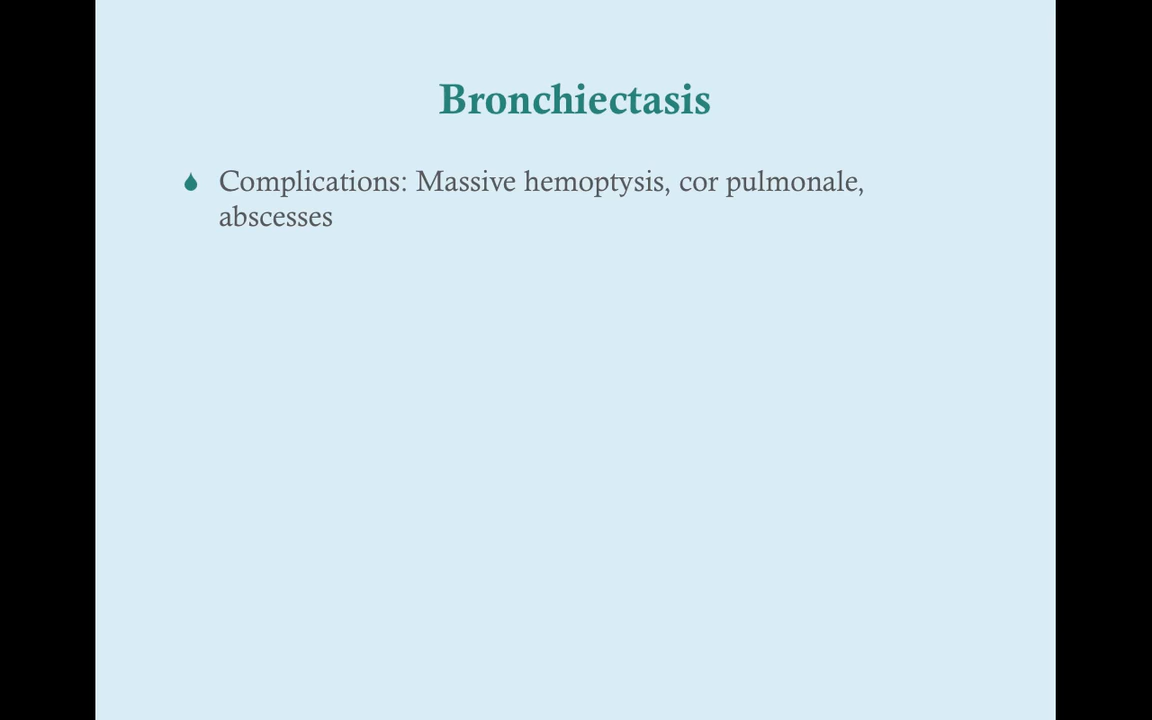 Bronchiectasis
Complications: Massive hemoptysis, cor pulmonale,
abscesses